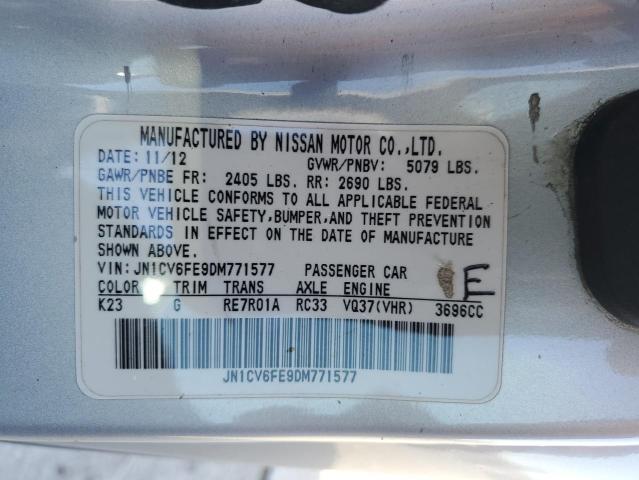 MANUFACTURED BY NISSAN MOTOR CO.,LTD.
DATE: 11/12 GVWR/PNBV: 5079 LBS.
GAWR/PNBE FR: 2405 LBS. RR: 2690 LBS.
THIS VEHICLE CONFORMS TO ALL APPLICABLE FEDERAL
MOTOR VEHICLE SAFETY,BUMPER,AND THEFT PREVENTION
STANDARDS IN EFFECT ON THE DATE OF MANUFACTURE
SHOWN ABOVE.
VIN: JN1CV6FE9DM771577 PASSENGER CAR
E
COLOR TRIM TRANS AXLE ENGINE
K23 G RE7R01A RC33 VQ37(VHR) 3696CC
JN1CV6FE9DM771577